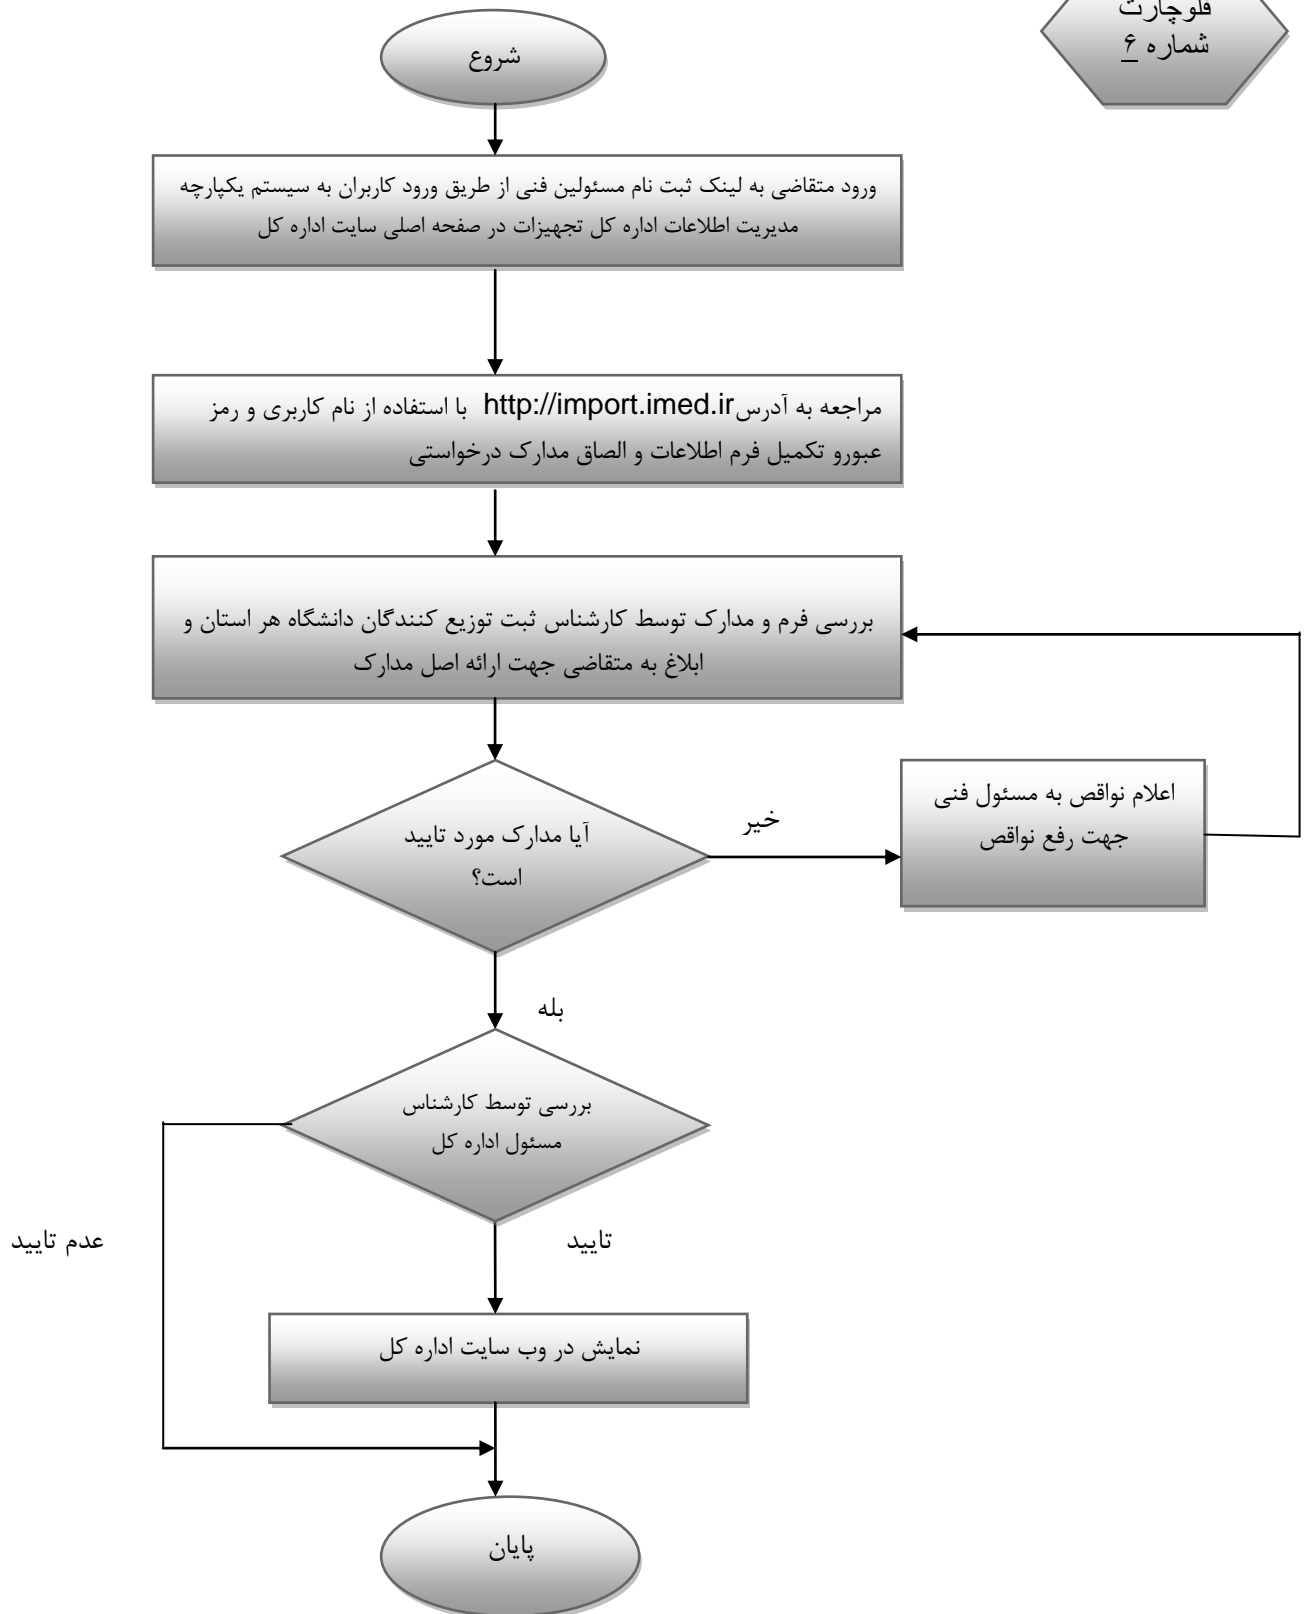 فلوچارت
شماره ۶
شروع
ورود متقاضی به لینک ثبت نام مسئولین فنی از طریق ورود کاربران به سیستم یکپارچه
مدیریت اطلاعات اداره کل تجهیزات در صفحه اصلی سایت اداره کل
مراجعه به آدرسhttp://import.imed.ir با استفاده از نام کاربری و رمز
عبورو تکمیل فرم اطلاعات و الصاق مدارک درخواستی
بررسی فرم و مدارک توسط کارشناس ثبت توزیع کنندگان دانشگاه هر استان و
ابلاغ به متقاضی جهت ارائه اصل مدارک
آیا مدارک مورد تایید
است؟
خیر
اعلام نواقص به مسئول فنی
جهت رفع نواقص
بله
بررسی توسط کارشناس
مسئول اداره کل
تایید
عدم تایید
نمایش در وب سایت اداره کل
پایان